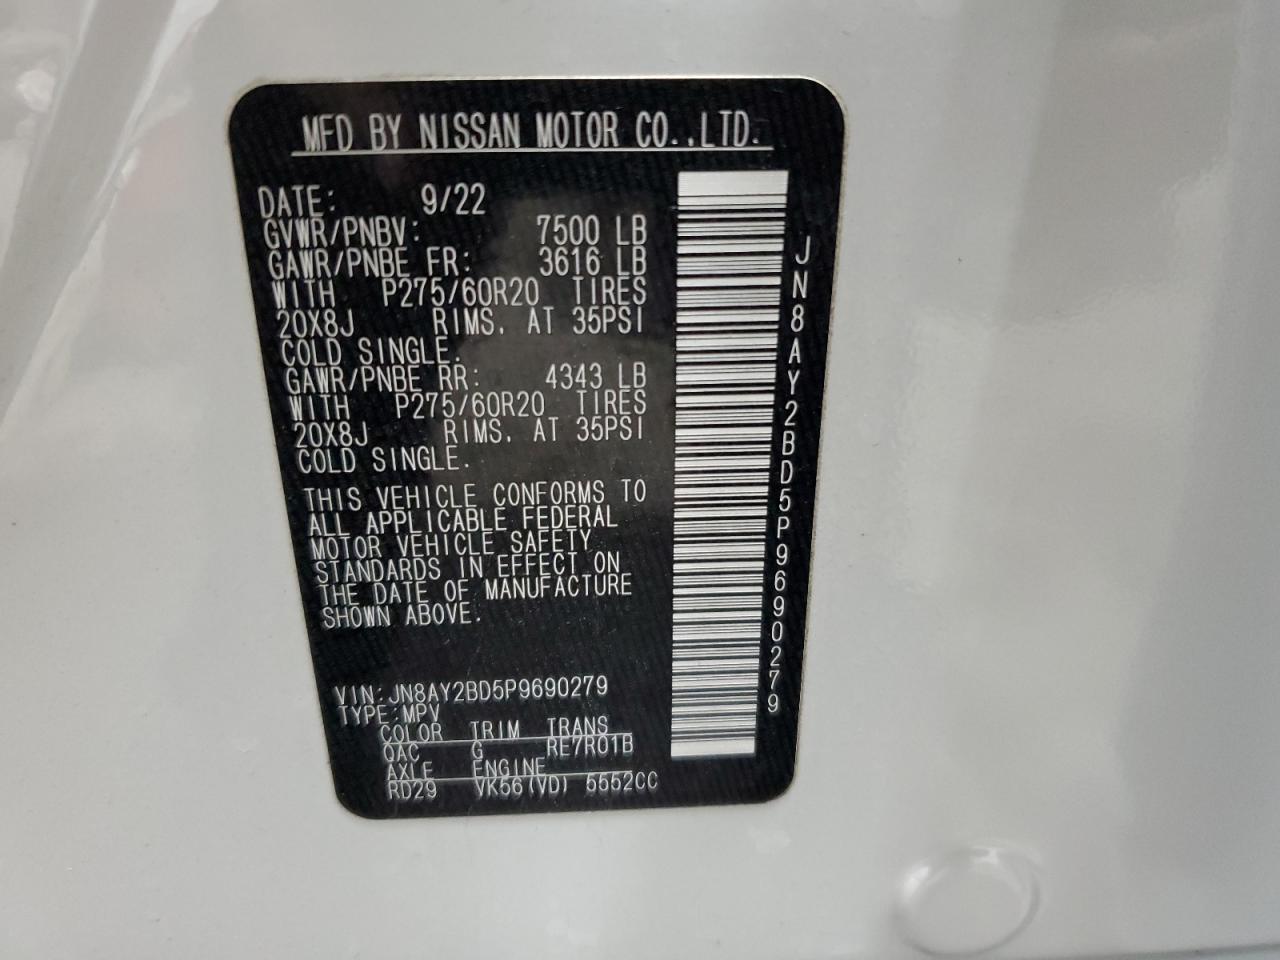 MFD BY NISSAN MOTOR CO.,LTD.
DATE: 9/22
GVWR/PNBV: 7500 LB
GAWR/PNBE FR: 3616 LB
WITH P275/60R20 TIRES
20X8J RIMS. AT 35PSI
COLD SINGLE.
GAWR/PNBE RR: 4343 LB
WITH P275/60R20 TIRES
20X8J RIMS. AT 35PSI
COLD SINGLE.
THIS VEHICLE CONFORMS TO
ALL APPLICABLE FEDERAL
MOTOR VEHICLE SAFETY
STANDARDS IN EFFECT ON
THE DATE OF MANUFACTURE
SHOWN ABOVE.
VIN:JN8AY2BD5P9690279
TYPE:MPV
COLOR TRIM TRANS
QAC G RE7R01B
AXLE ENGINE
RD29 VK56(VD) 5552CC
JN8AY2BD5P9690279